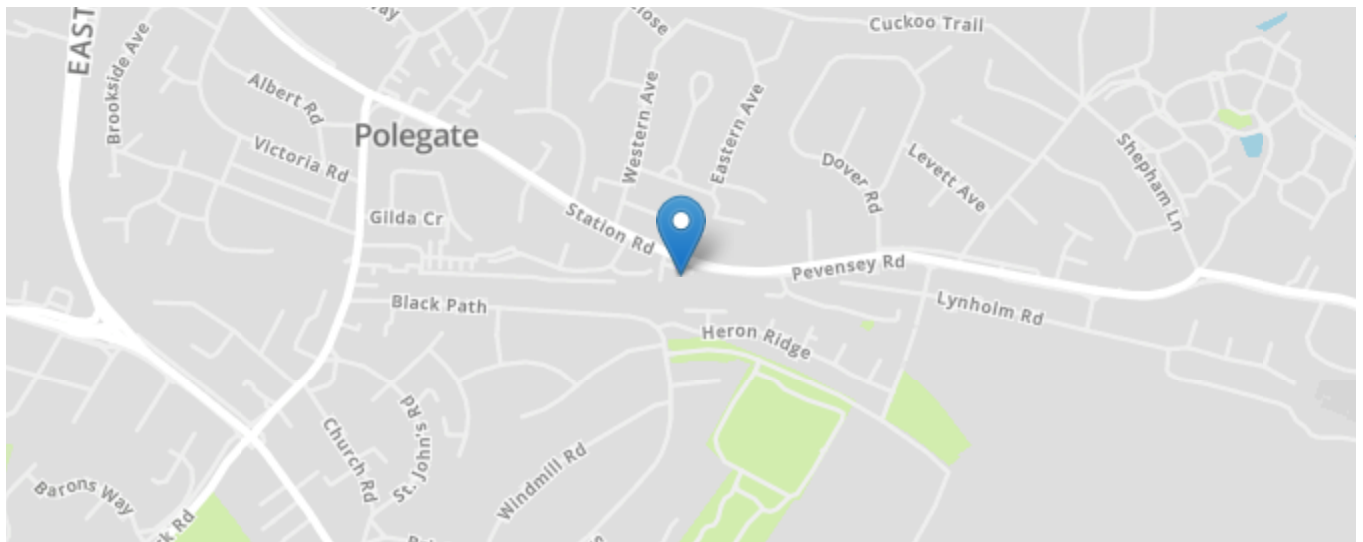 Cuckoo Trail
EAST
Brookside Ave
Albert Rd
Polegate
Victoria Rd
Western Ave
Eastern Ave
Dover Rd
Levett Ave
Shepham Ln
Gilda Cr
Station Rd
Pevensey Rd
Black Path
Lynholm Rd
Heron Ridge
Church Rd
St. John's Rd
Windmill Rd
Barons Way
Rd